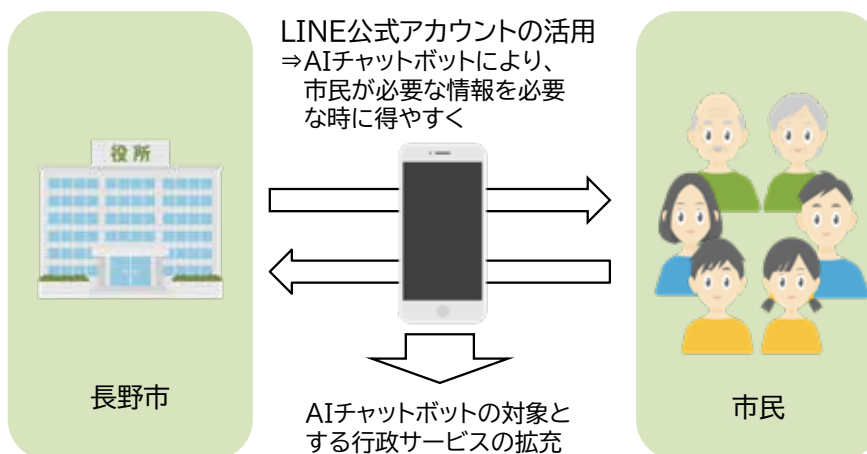 LINE公式アカウントの活用
⇒AIチャットボットにより、
市民が必要な情報を必要
な時に得やすく
役所
長野市
市民
AIチャットボットの対象と
する行政サービスの拡充